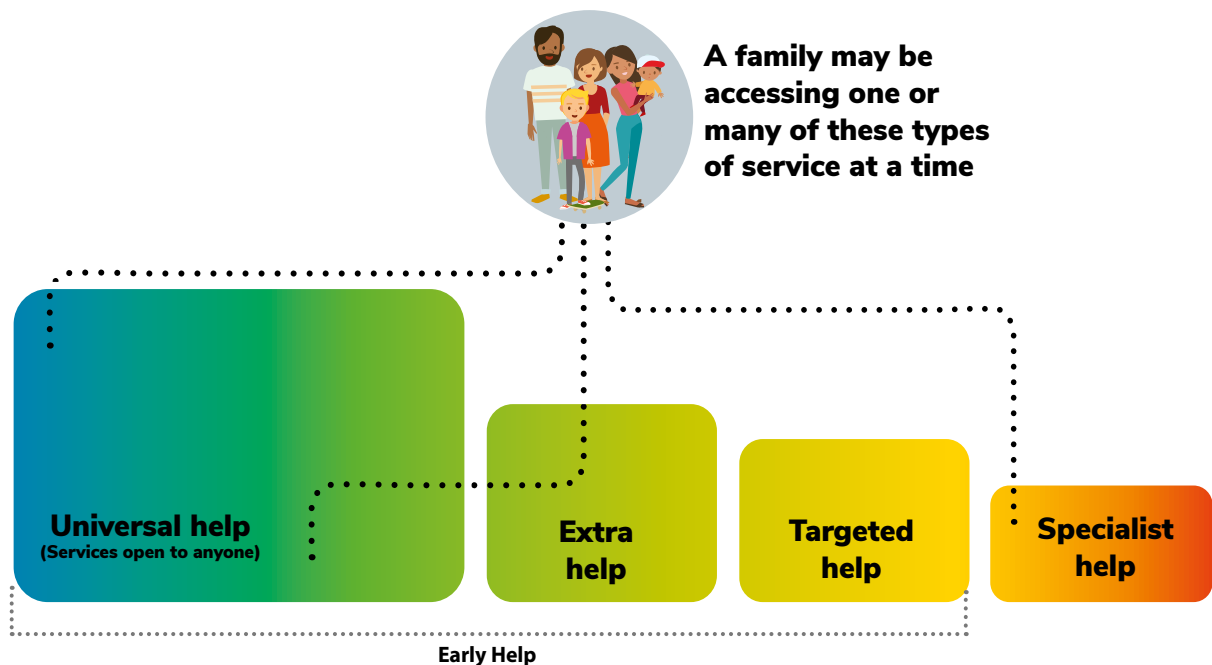 A family may be
accessing one or
many of these types
of service at a time
Universal help
(Services open to anyone)
Extra
help
Targeted
help
Specialist
help
Early Help